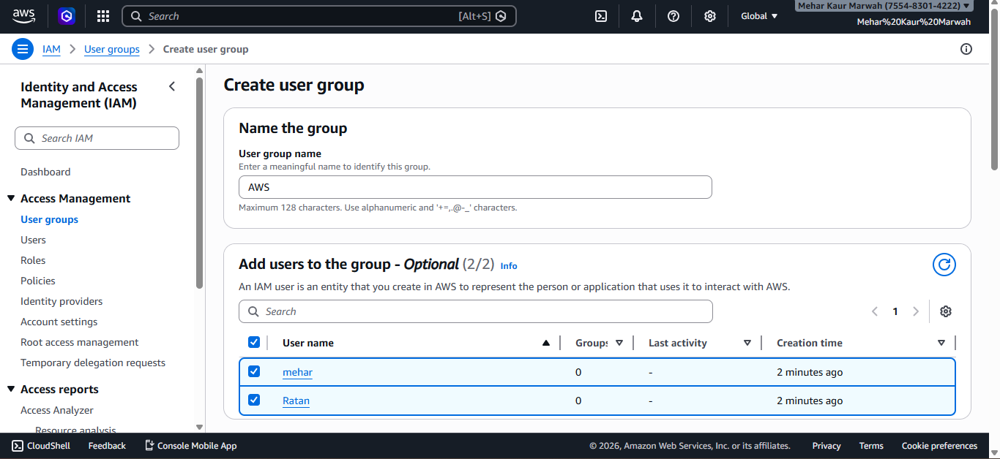 aws
Search [Alt+S]
Global
Mehar Kaur Marwah (7554-8301-4222)
Mehar%20Kaur%20Marwah
IAM User groups Create user group
Identity and Access
Management (IAM)
Search IAM
Dashboard
Access Management
User groups
Users
Roles
Policies
Identity providers
Account settings
Root access management
Temporary delegation requests
Access reports
Access Analyzer
Resource analysis
Create user group
Name the group
User group name
Enter a meaningful name to identify this group.
AWS
Maximum 128 characters. Use alphanumeric and '+=,.@-_' characters.
Add users to the group - Optional (2/2) Info
An IAM user is an entity that you create in AWS to represent the person or application that uses it to interact with AWS.
Search
1
User name Groups Last activity Creation time
mehar 0 - 2 minutes ago
Ratan 0 - 2 minutes ago
CloudShell Feedback Console Mobile App © 2026, Amazon Web Services, Inc. or its affiliates. Privacy Terms Cookie preferences